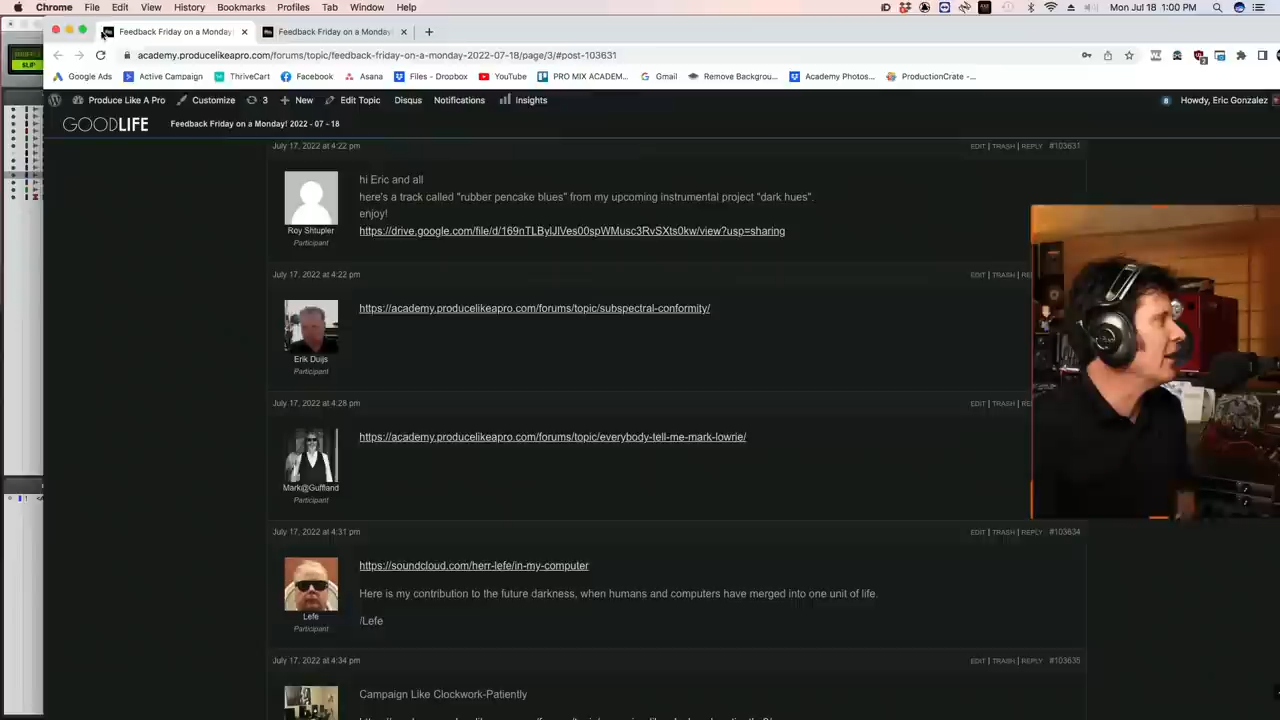 Chrome File Edit View History Bookmarks Profiles Tab Window Help Mon Jul 18 1:00 PM
Feedback Friday on a Monday Feedback Friday on a Monday
academy.producelikeapro.com/forums/topic/feedback-friday-on-a-monday-2022-07-18/page/3/#post-103631
Google Ads Active Campaign ThriveCart Facebook Asana Files - Dropbox YouTube PRO MIX ACADEM... Gmail Remove Backgrou... Academy Photos... ProductionCrate -...
Produce Like A Pro Customize 3 New Edit Topic Disqus Notifications Insights 8 Howdy, Eric Gonzalez
GOODLIFE Feedback Friday on a Monday! 2022 - 07 - 18
July 17, 2022 at 4:22 pm EDIT | TRASH | REPLY #103631
hi Eric and all
here's a track called "rubber pencake blues" from my upcoming instrumental project "dark hues".
enjoy!
Roy Shtupler
Participant
July 17, 2022 at 4:22 pm EDIT | TRASH | RE
https://academy.producelikeapro.com/forums/topic/subspectral-conformity/
Erik Duijs
Participant
July 17, 2022 at 4:28 pm EDIT | TRASH | RE
https://academy.producelikeapro.com/forums/topic/everybody-tell-me-mark-lowrie/
Mark@Guffland
Participant
July 17, 2022 at 4:31 pm EDIT | TRASH | REPLY #103634
https://soundcloud.com/herr-lefe/in-my-computer
Here is my contribution to the future darkness, when humans and computers have merged into one unit of life.
Lefe
/Lefe
Participant
July 17, 2022 at 4:34 pm EDIT | TRASH | REPLY #103635
Campaign Like Clockwork-Patiently